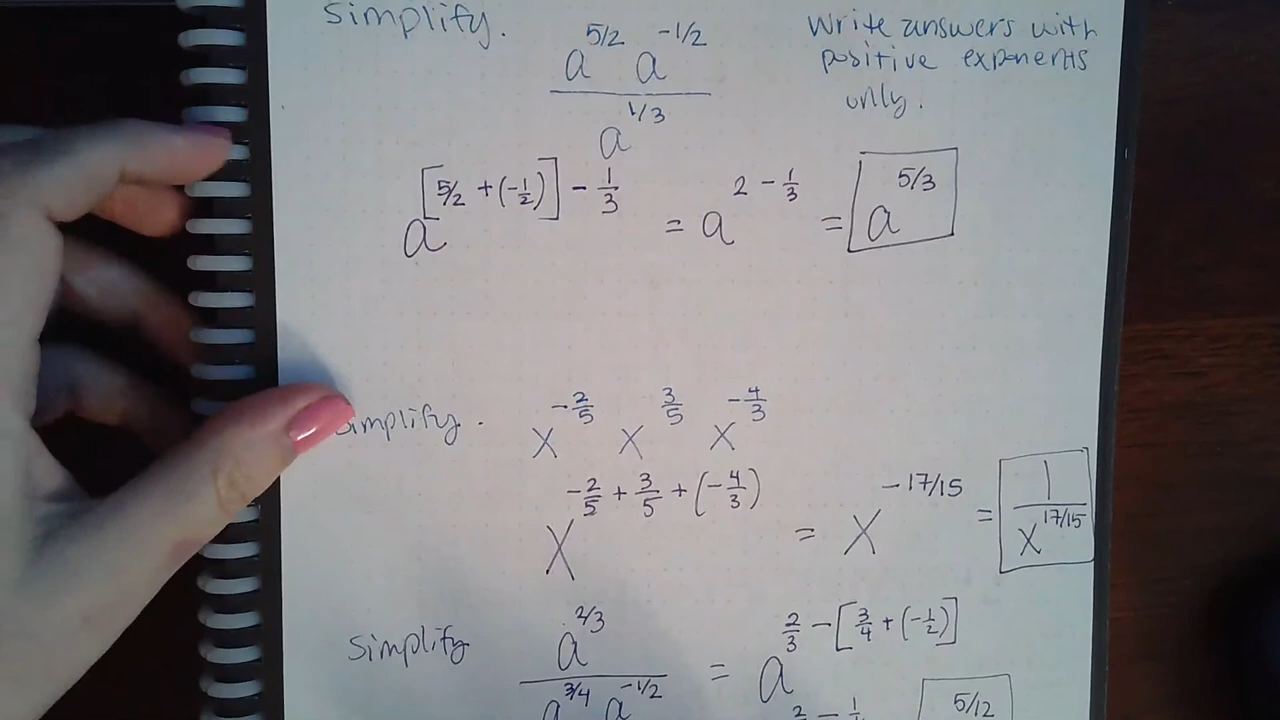 simplify.
a^{5/2} a^{-1/2} / a^{1/3}
Write answers with
positive exponents
only.
a^{[5/2 + (-1/2)] - 1/3} = a^{2 - 1/3} = a^{5/3}
simplify. x^{-2/5} x^{3/5} x^{-4/3}
x^{-2/5 + 3/5 + (-4/3)} = x^{-17/15} = 1/x^{17/15}
simplify a^{2/3} / a^{3/4} a^{-1/2} = a^{2/3 - [3/4 + (-1/2)]}
5/12